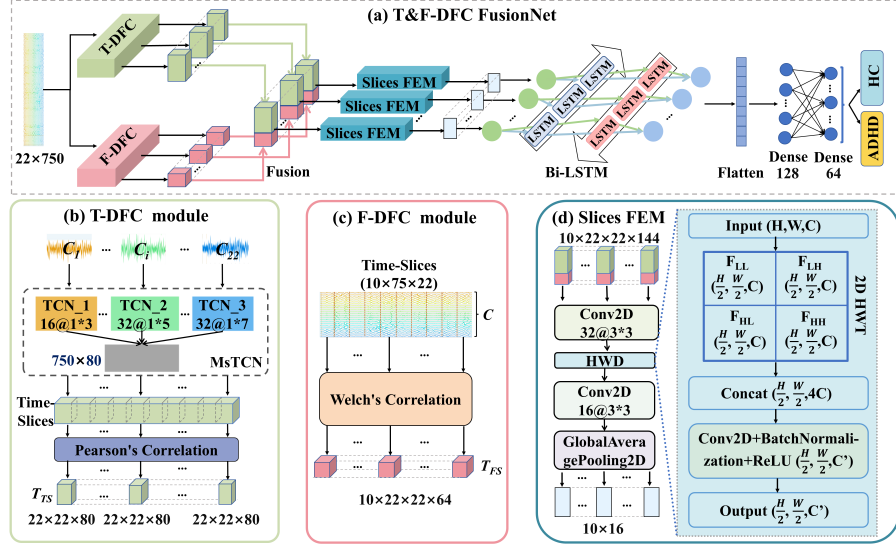 (a) T&F-DFC FusionNet
T-DFC
F-DFC
22×750
Fusion
Slices FEM
Slices FEM
Slices FEM
...
LSTM LSTM LSTM
LSTM LSTM LSTM
Bi-LSTM
Flatten
Dense
128
Dense
64
HC
ADHD
(b) T-DFC module
C1 ... Ci ... C22
TCN_1
16@1*3
TCN_2
32@1*5
TCN_3
32@1*7
750×80
MsTCN
... ...
Time-
Slices
Pearson's Correlation
... ...
TTS
... ...
22×22×80 22×22×80 22×22×80
(c) F-DFC module
Time-Slices
(10×75×22)
C
... ...
Welch's Correlation
... ...
TFS
10×22×22×64
(d) Slices FEM
10×22×22×144
... ...
Conv2D
32@3*3
HWD
... ...
Conv2D
16@3*3
GlobalAvera
gePooling2D
... ...
10×16
Input (H,W,C)
FLL
(H/2, W/2,C)
FLH
(H/2, W/2,C)
FHL
(H/2, W/2,C)
FHH
(H/2, W/2,C)
2D HWT
Concat (H/2, W/2,4C)
Conv2D+BatchNormali-
zation+ReLU (H/2, W/2,C')
Output (H/2, W/2,C')